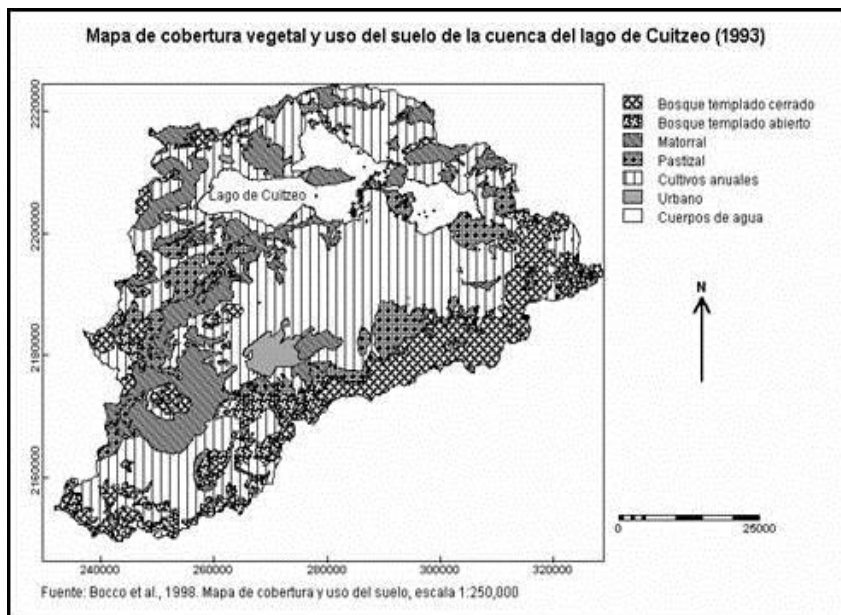 Mapa de cobertura vegetal y uso del suelo de la cuenca del lago de Cuitzeo (1993)
2220000
2200000
2180000
2160000
Lago de Cuitzeo
Bosque templado cerrado
Bosque templado abierto
Matorral
Pastizal
Cultivos anuales
Urbano
Cuerpos de agua
N
0 25000
240000 260000 280000 300000 320000
Fuente: Bocco et al., 1998. Mapa de cobertura y uso del suelo, escala 1:250,000